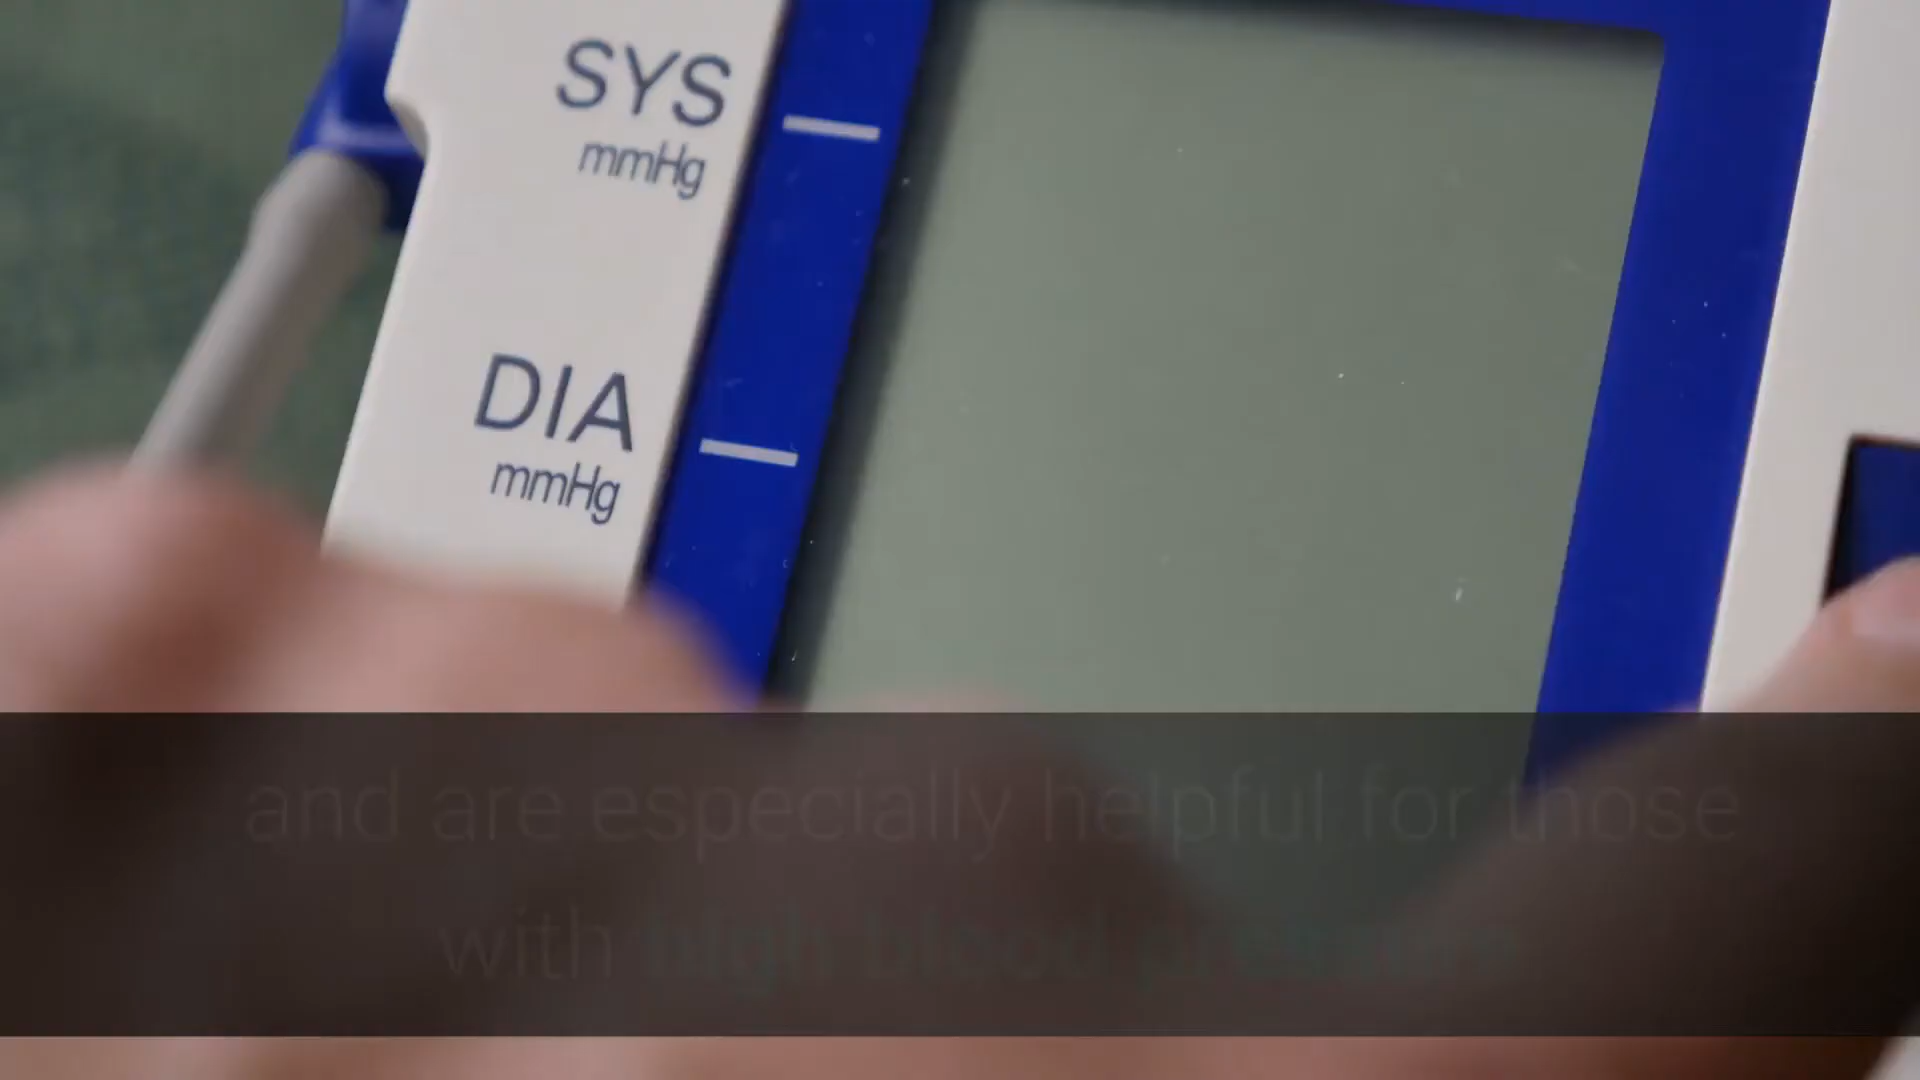 SYS
mmHg
DIA
mmHg
and are especially helpful for those
with high blood pressure